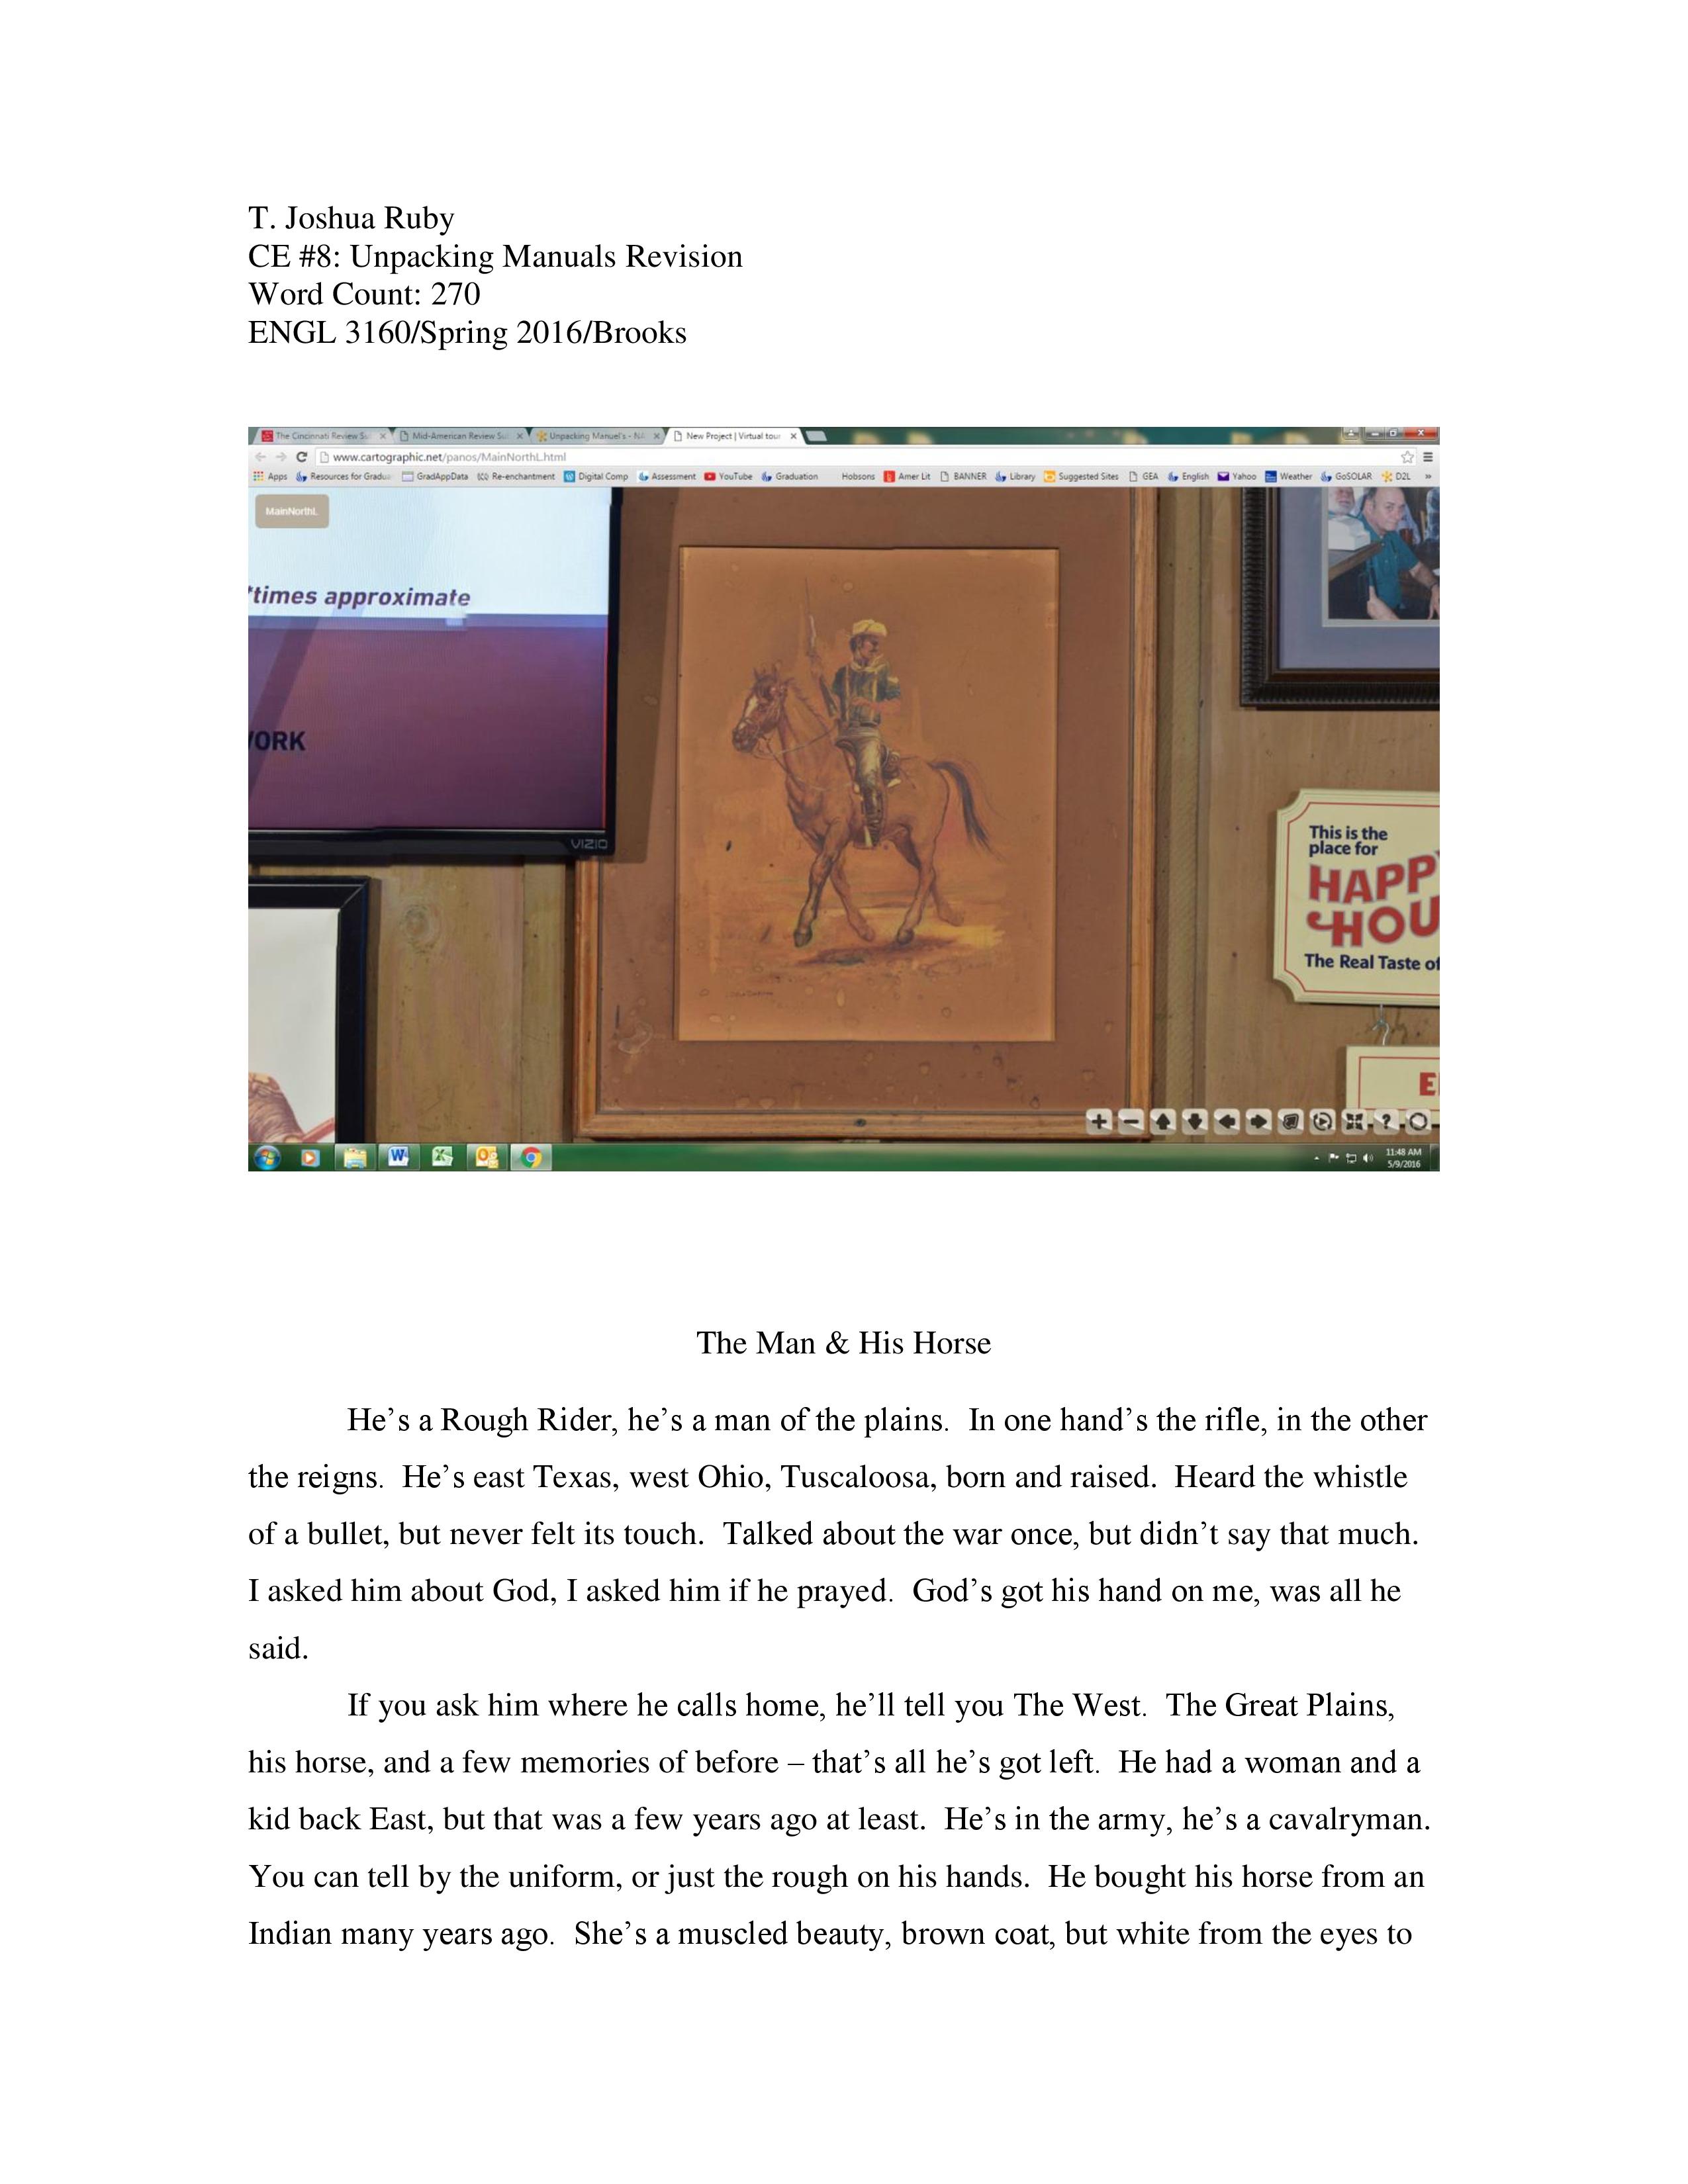 T. Joshua Ruby
CE #8: Unpacking Manuals Revision
Word Count: 270
ENGL 3160/Spring 2016/Brooks
The Cincinnati Review Su
Mid-American Review Su
Unpacking Manuel's - N
New Project | Virtual tour
www.cartographic.net/panos/MainNorthL.html
Apps Resources for Gradua GradAppData Re-enchantment Digital Comp Assessment YouTube Graduation Hobsons Amer Lit BANNER Library Suggested Sites GEA English Yahoo Weather GoSOLAR D2L »
MainNorthL
*times approximate
WORK
VIZIO
This is the
place for
HAPPY
HOU
The Real Taste of
E
11:48 AM
5/9/2016
The Man & His Horse
He’s a Rough Rider, he’s a man of the plains.  In one hand’s the rifle, in the other
the reigns.  He’s east Texas, west Ohio, Tuscaloosa, born and raised.  Heard the whistle
of a bullet, but never felt its touch.  Talked about the war once, but didn’t say that much.
I asked him about God, I asked him if he prayed.  God’s got his hand on me, was all he
said.
If you ask him where he calls home, he’ll tell you The West.  The Great Plains,
his horse, and a few memories of before – that’s all he’s got left.  He had a woman and a
kid back East, but that was a few years ago at least.  He’s in the army, he’s a cavalryman.
You can tell by the uniform, or just the rough on his hands.  He bought his horse from an
Indian many years ago.  She’s a muscled beauty, brown coat, but white from the eyes to